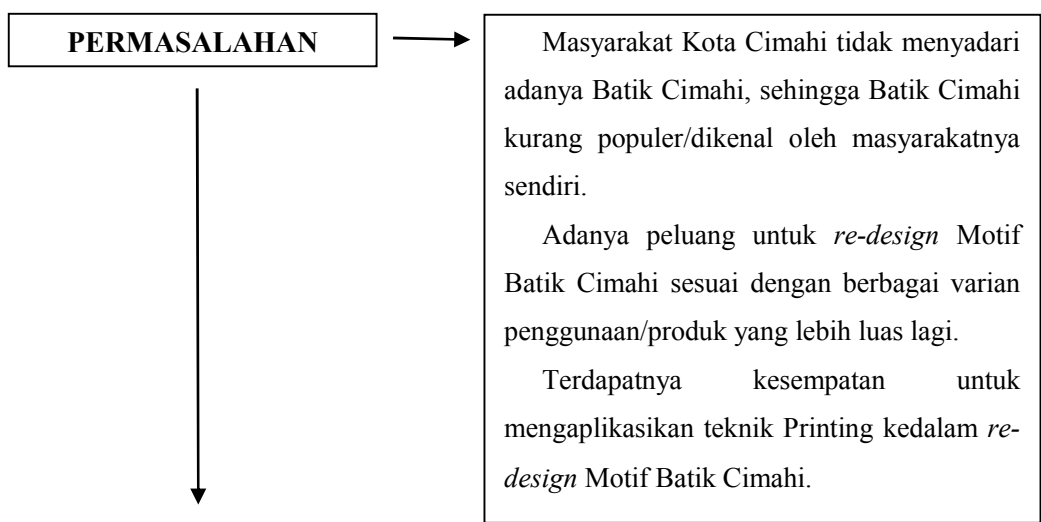 PERMASALAHAN
Masyarakat Kota Cimahi tidak menyadari
adanya Batik Cimahi, sehingga Batik Cimahi
kurang populer/dikenal oleh masyarakatnya
sendiri.
Adanya peluang untuk re-design Motif
Batik Cimahi sesuai dengan berbagai varian
penggunaan/produk yang lebih luas lagi.
Terdapatnya kesempatan untuk
mengaplikasikan teknik Printing kedalam re-
design Motif Batik Cimahi.